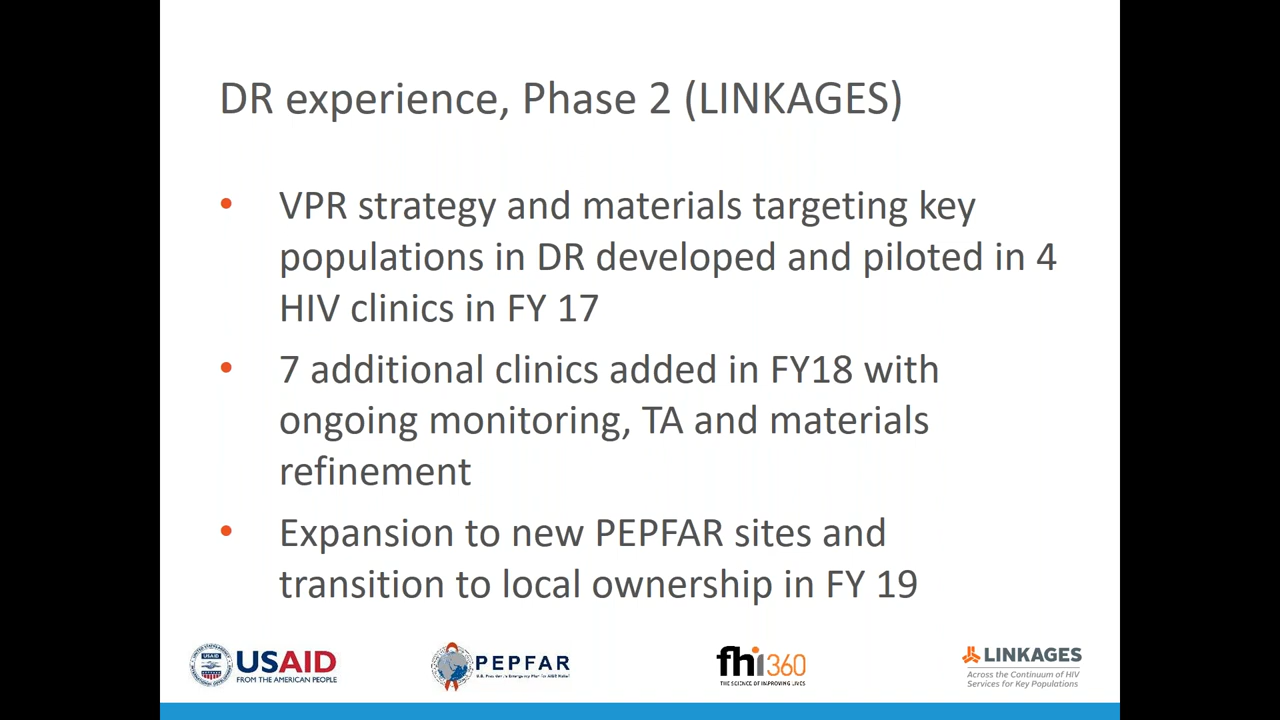 DR experience, Phase 2 (LINKAGES)
• VPR strategy and materials targeting key
populations in DR developed and piloted in 4
HIV clinics in FY 17
• 7 additional clinics added in FY18 with
ongoing monitoring, TA and materials
refinement
• Expansion to new PEPFAR sites and
transition to local ownership in FY 19
USAID
FROM THE AMERICAN PEOPLE
PEPFAR
U.S. President's Emergency Plan for AIDS Relief
fhi360
THE SCIENCE OF IMPROVING LIVES
LINKAGES
Across the Continuum of HIV
Services for Key Populations